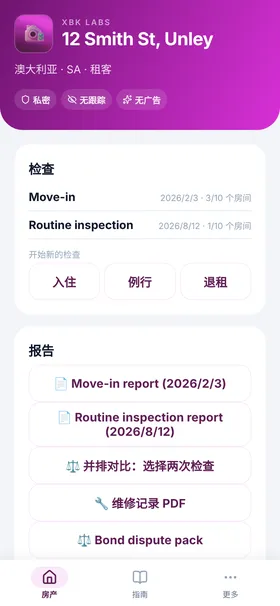 XBK LABS
12 Smith St, Unley
澳大利亚 · SA · 租客
私密
无跟踪
无广告
检查
Move-in
2026/2/3 · 3/10 个房间
Routine inspection
2026/8/12 · 1/10 个房间
开始新的检查
入住
例行
退租
报告
📄 Move-in report (2026/2/3)
📄 Routine inspection report
(2026/8/12)
⚖️ 并排对比：选择两次检查
🔧 维修记录 PDF
⚖️ Bond dispute pack
房产
指南
更多